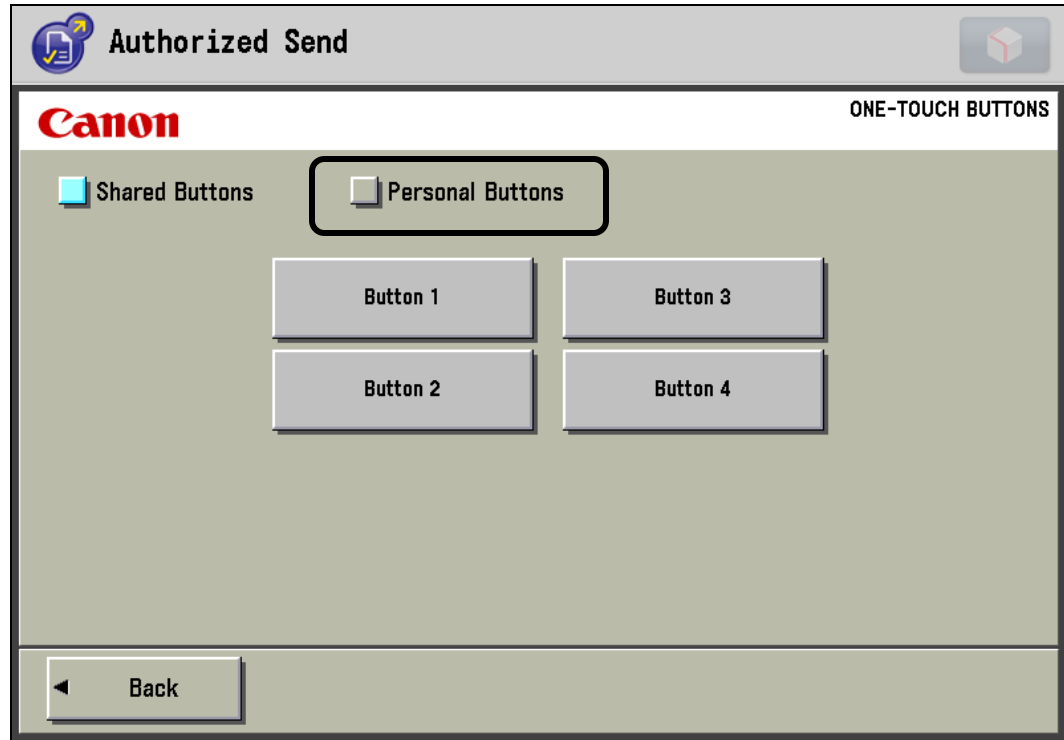 Authorized Send
Canon
ONE-TOUCH BUTTONS
Shared Buttons
Personal Buttons
Button 1
Button 3
Button 2
Button 4
Back